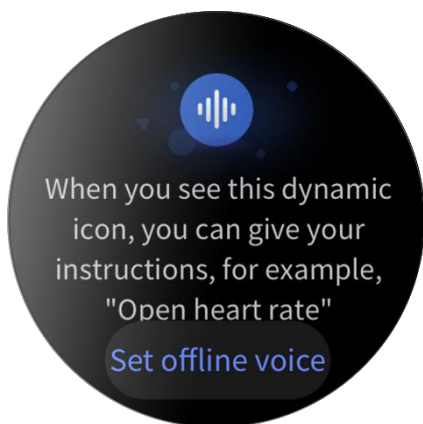 When you see this dynamic
icon, you can give your
instructions, for example,
"Open heart rate"
Set offline voice